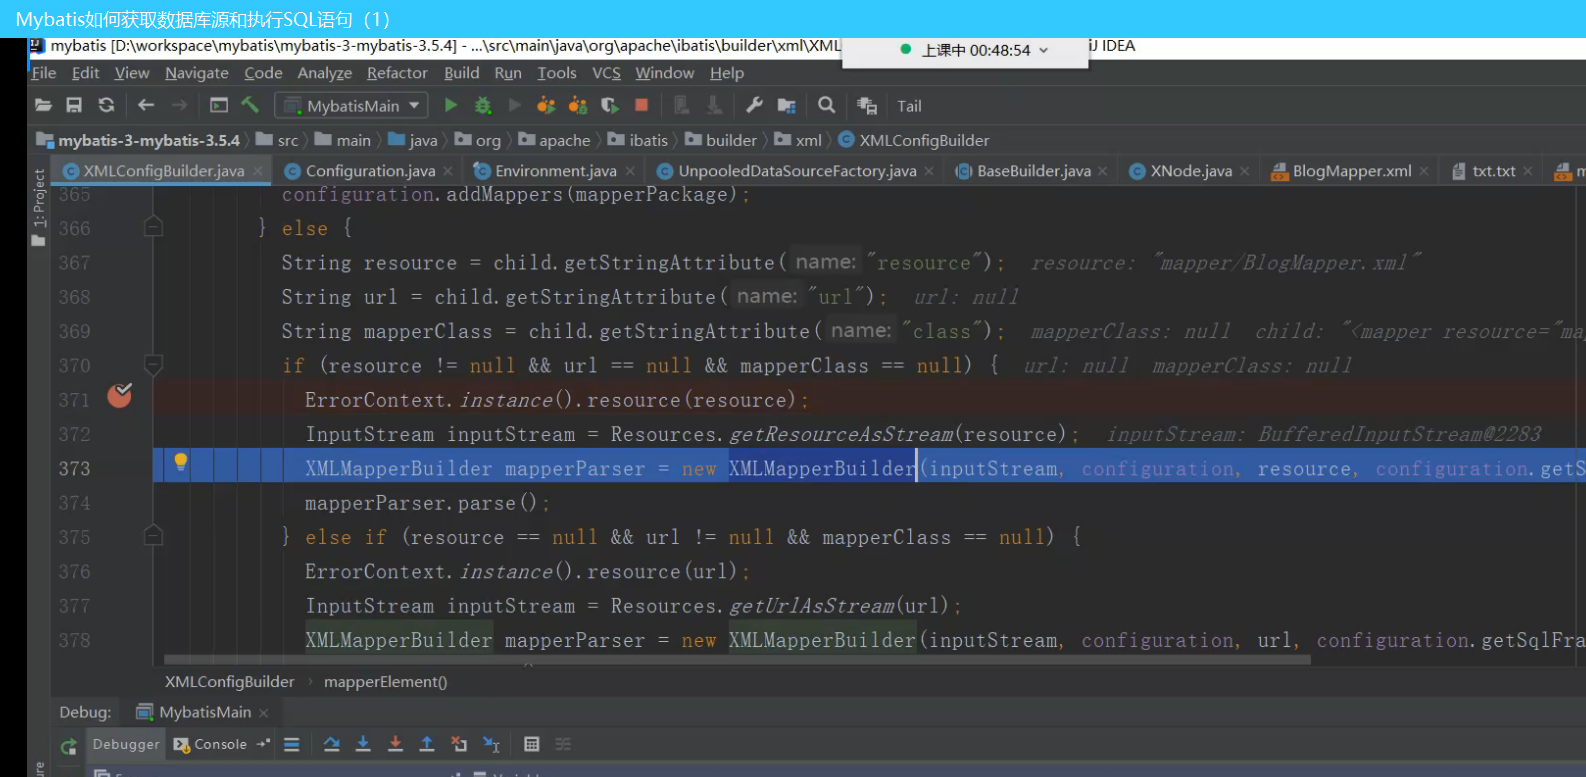 Mybatis如何获取数据库源和执行SQL语句（1）
mybatis [D:\workspace\mybatis\mybatis-3-mybatis-3.5.4] - ...\src\main\java\org\apache\ibatis\builder\xml\XML
上课中 00:48:54
IJ IDEA
File Edit View Navigate Code Analyze Refactor Build Run Tools VCS Window Help
MybatisMain
Tail
mybatis-3-mybatis-3.5.4 src main java org apache ibatis builder xml XMLConfigBuilder
XMLConfigBuilder.java Configuration.java Environment.java UnpooledDataSourceFactory.java BaseBuilder.java XNode.java BlogMapper.xml txt.txt
1: Project
365 configuration.addMappers(mapperPackage);
366 } else {
367 String resource = child.getStringAttribute( name: "resource"); resource: "mapper/BlogMapper.xml"
368 String url = child.getStringAttribute( name: "url"); url: null
369 String mapperClass = child.getStringAttribute( name: "class"); mapperClass: null child: "<mapper resource="ma
370 if (resource != null && url == null && mapperClass == null) { url: null mapperClass: null
371 ErrorContext.instance().resource(resource);
372 InputStream inputStream = Resources.getResourceAsStream(resource); inputStream: BufferedInputStream@2283
373 XMLMapperBuilder mapperParser = new XMLMapperBuilder(inputStream, configuration, resource, configuration.getS
374 mapperParser.parse();
375 } else if (resource == null && url != null && mapperClass == null) {
376 ErrorContext.instance().resource(url);
377 InputStream inputStream = Resources.getUrlAsStream(url);
378 XMLMapperBuilder mapperParser = new XMLMapperBuilder(inputStream, configuration, url, configuration.getSqlFra
XMLConfigBuilder › mapperElement()
Debug: MybatisMain
Debugger Console